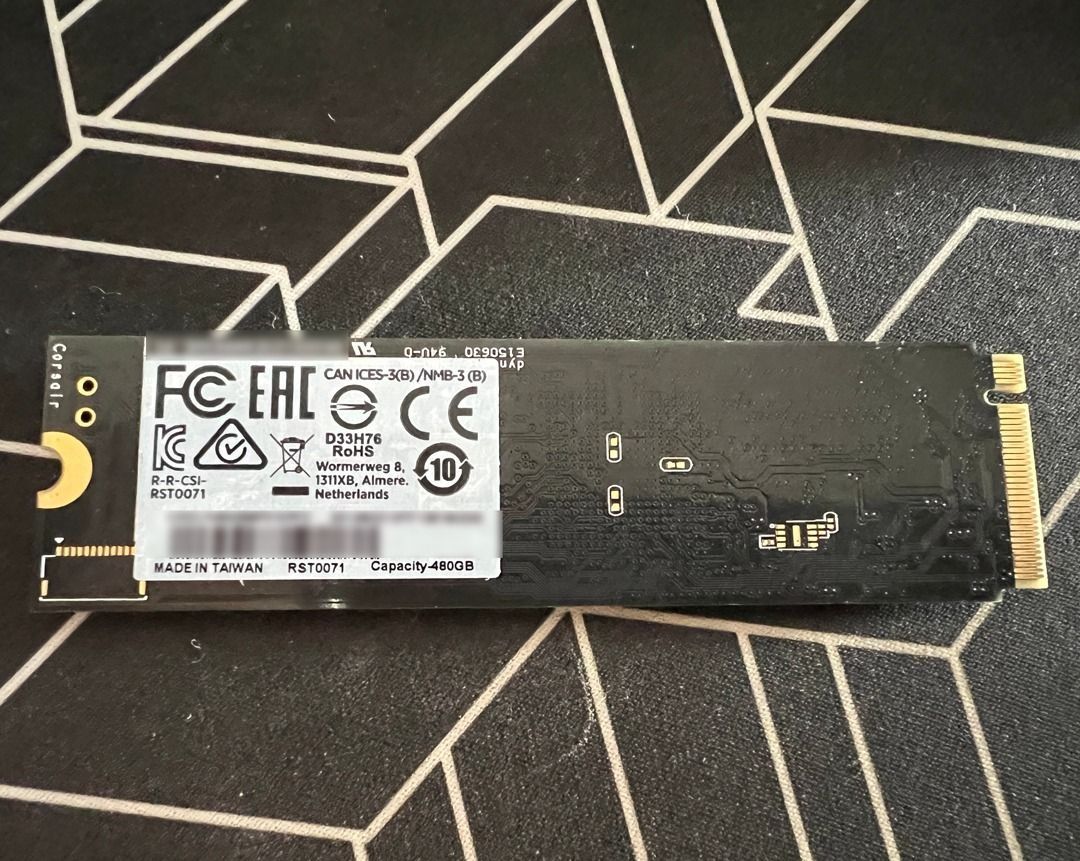 Corsair
E150630 94V-0
dyn
FC EAC CAN ICES-3(B) /NMB-3 (B)
CE
KC
D33H76
RoHS
10
R-R-CSI-
RST0071
Wormerweg 8,
1311XB, Almere.
Netherlands
MADE IN TAIWAN RST0071 Capacity-480GB